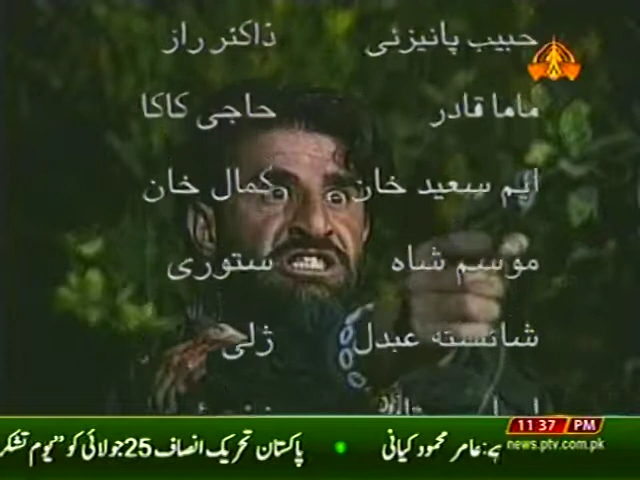 حبیب پانیزئی ڈاکٹر راز
ماما قادر حاجی کاکا
ایم سعید خان کمال خان
موسم شاہ ستوری
شائستہ عبدل ژلی
11:37 PM
news.ptv.com.pk
ہے: عامر محمود کیانی • پاکستان تحریک انصاف 25 جولائی کو "یوم تشکر